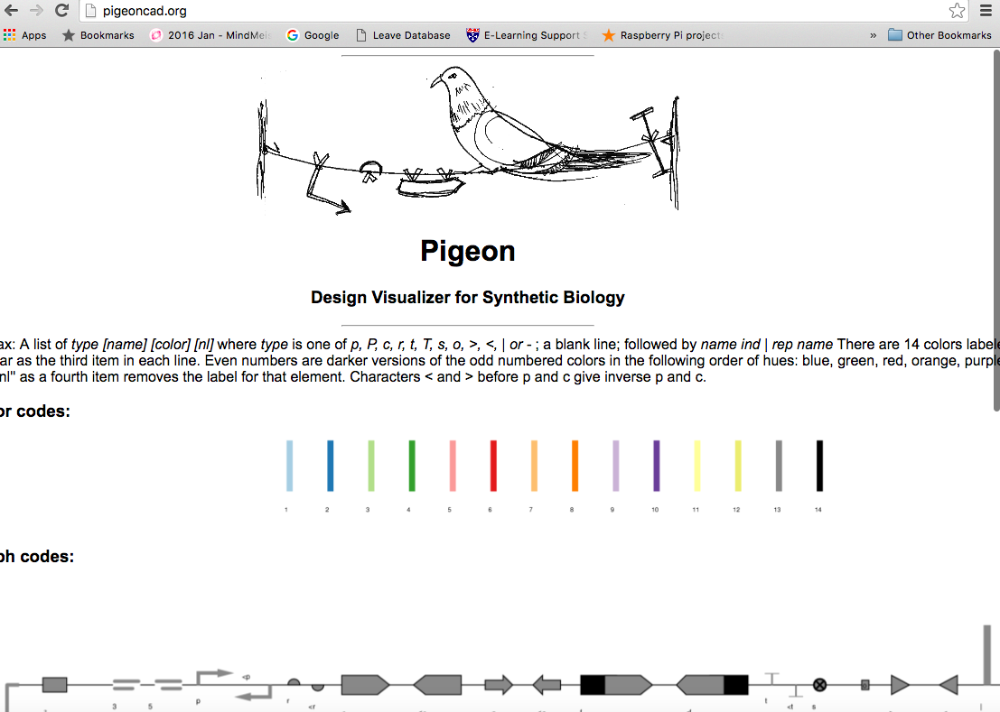 pigeoncad.org
Apps Bookmarks 2016 Jan - MindMeis Google Leave Database E-Learning Support S Raspberry Pi projects » Other Bookmarks
Pigeon
Design Visualizer for Synthetic Biology
ax: A list of type [name] [color] [nl] where type is one of p, P, c, r, t, T, s, o, >, <, | or - ; a blank line; followed by name ind | rep name There are 14 colors labele
ar as the third item in each line. Even numbers are darker versions of the odd numbered colors in the following order of hues: blue, green, red, orange, purple
nl" as a fourth item removes the label for that element. Characters < and > before p and c give inverse p and c.
or codes:
1 2 3 4 5 6 7 8 9 10 11 12 13 14
ph codes:
<p
3 5 p r <r t <t s